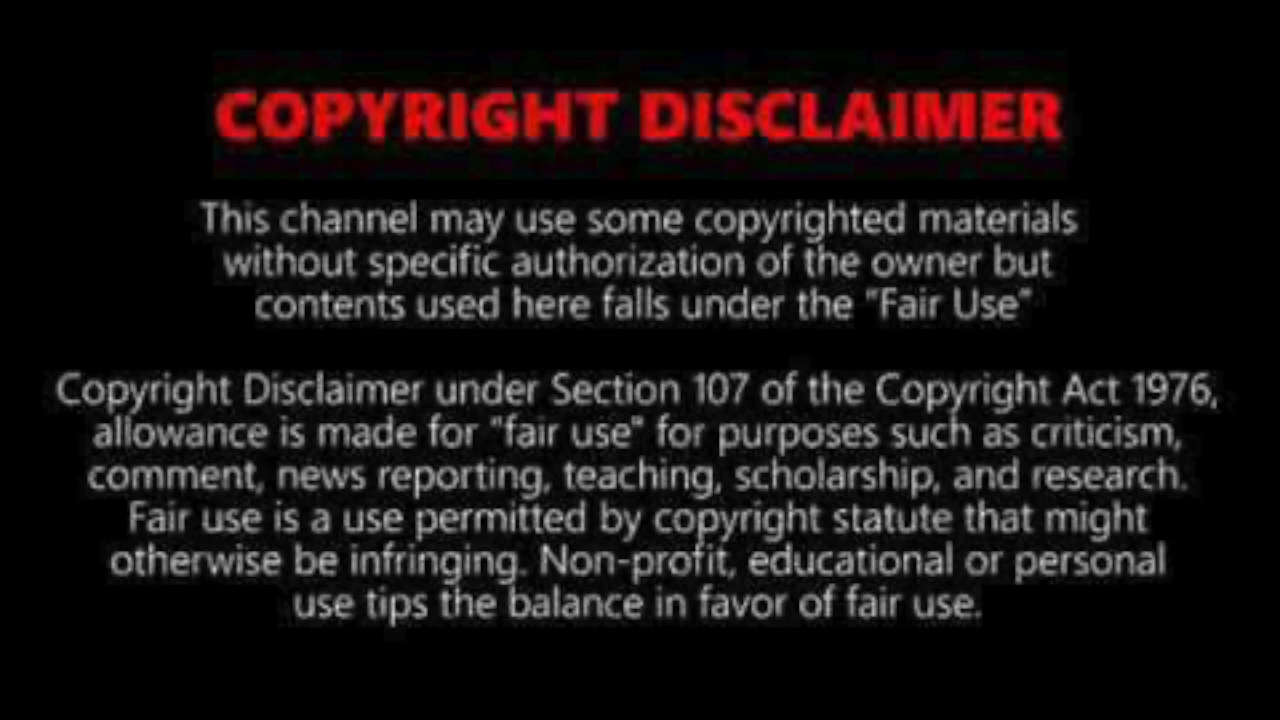 COPYRIGHT DISCLAIMER
This channel may use some copyrighted materials
without specific authorization of the owner but
contents used here falls under the "Fair Use"
Copyright Disclaimer under Section 107 of the Copyright Act 1976,
allowance is made for "fair use" for purposes such as criticism,
comment, news reporting, teaching, scholarship, and research.
Fair use is a use permitted by copyright statute that might
otherwise be infringing. Non-profit, educational or personal
use tips the balance in favor of fair use.